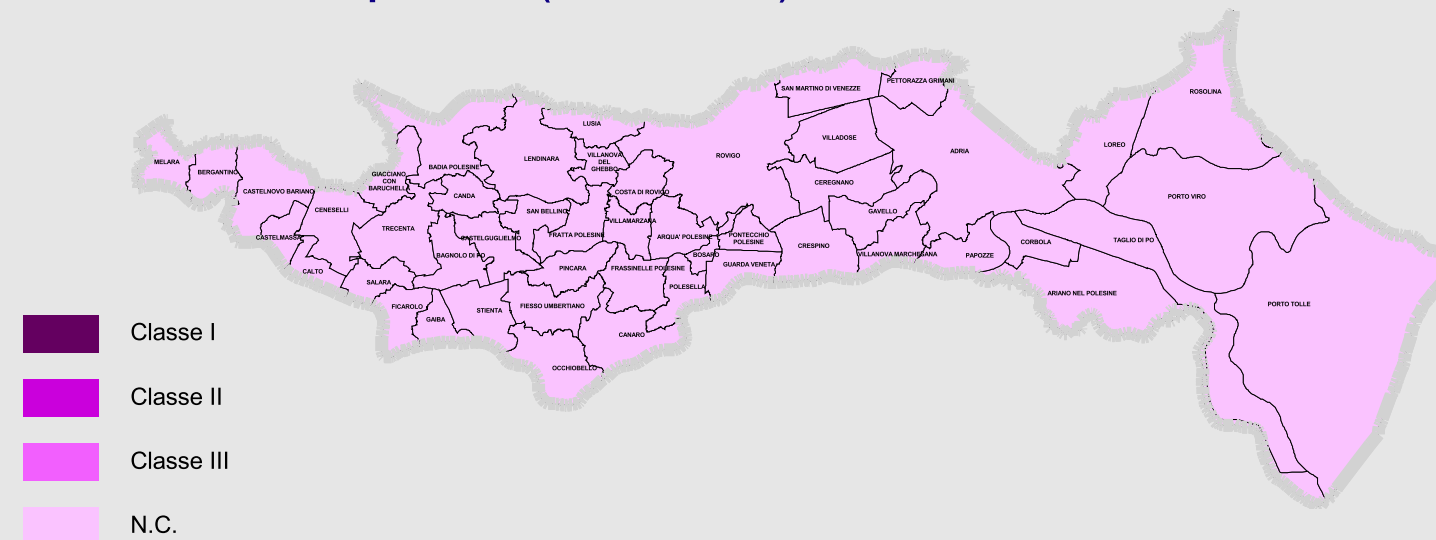 ROSOLINA
PETTORAZZA GRIMANI
SAN MARTINO DI VENEZZE
LUSIA
VILLADOSE
LOREO
ADRIA
MELARA
BERGANTINO
BADIA POLESINE
LENDINARA
VILLANOVA
DEL
GHEBBO
ROVIGO
GIACCIANO
CON
BARUCHELLA
CEREGNANO
CASTELNOVO BARIANO
CANDA
COSTA DI ROVIGO
PORTO VIRO
CENESELLI
SAN BELLINO
GAVELLO
VILLAMARZANA
TRECENTA
CASTELMASSA
CASTELGUGLIELMO
FRATTA POLESINE
ARQUA' POLESINE
PONTECCHIO
POLESINE
CRESPINO
CORBOLA
TAGLIO DI PO
BAGNOLO DI PO
BOSARO
VILLANOVA MARCHESANA
PAPOZZE
CALTO
PINCARA
FRASSINELLE POLESINE
GUARDA VENETA
SALARA
POLESELLA
ARIANO NEL POLESINE
PORTO TOLLE
FICAROLO
GAIBA
STIENTA
FIESSO UMBERTIANO
CANARO
OCCHIOBELLO
Classe I
Classe II
Classe III
N.C.